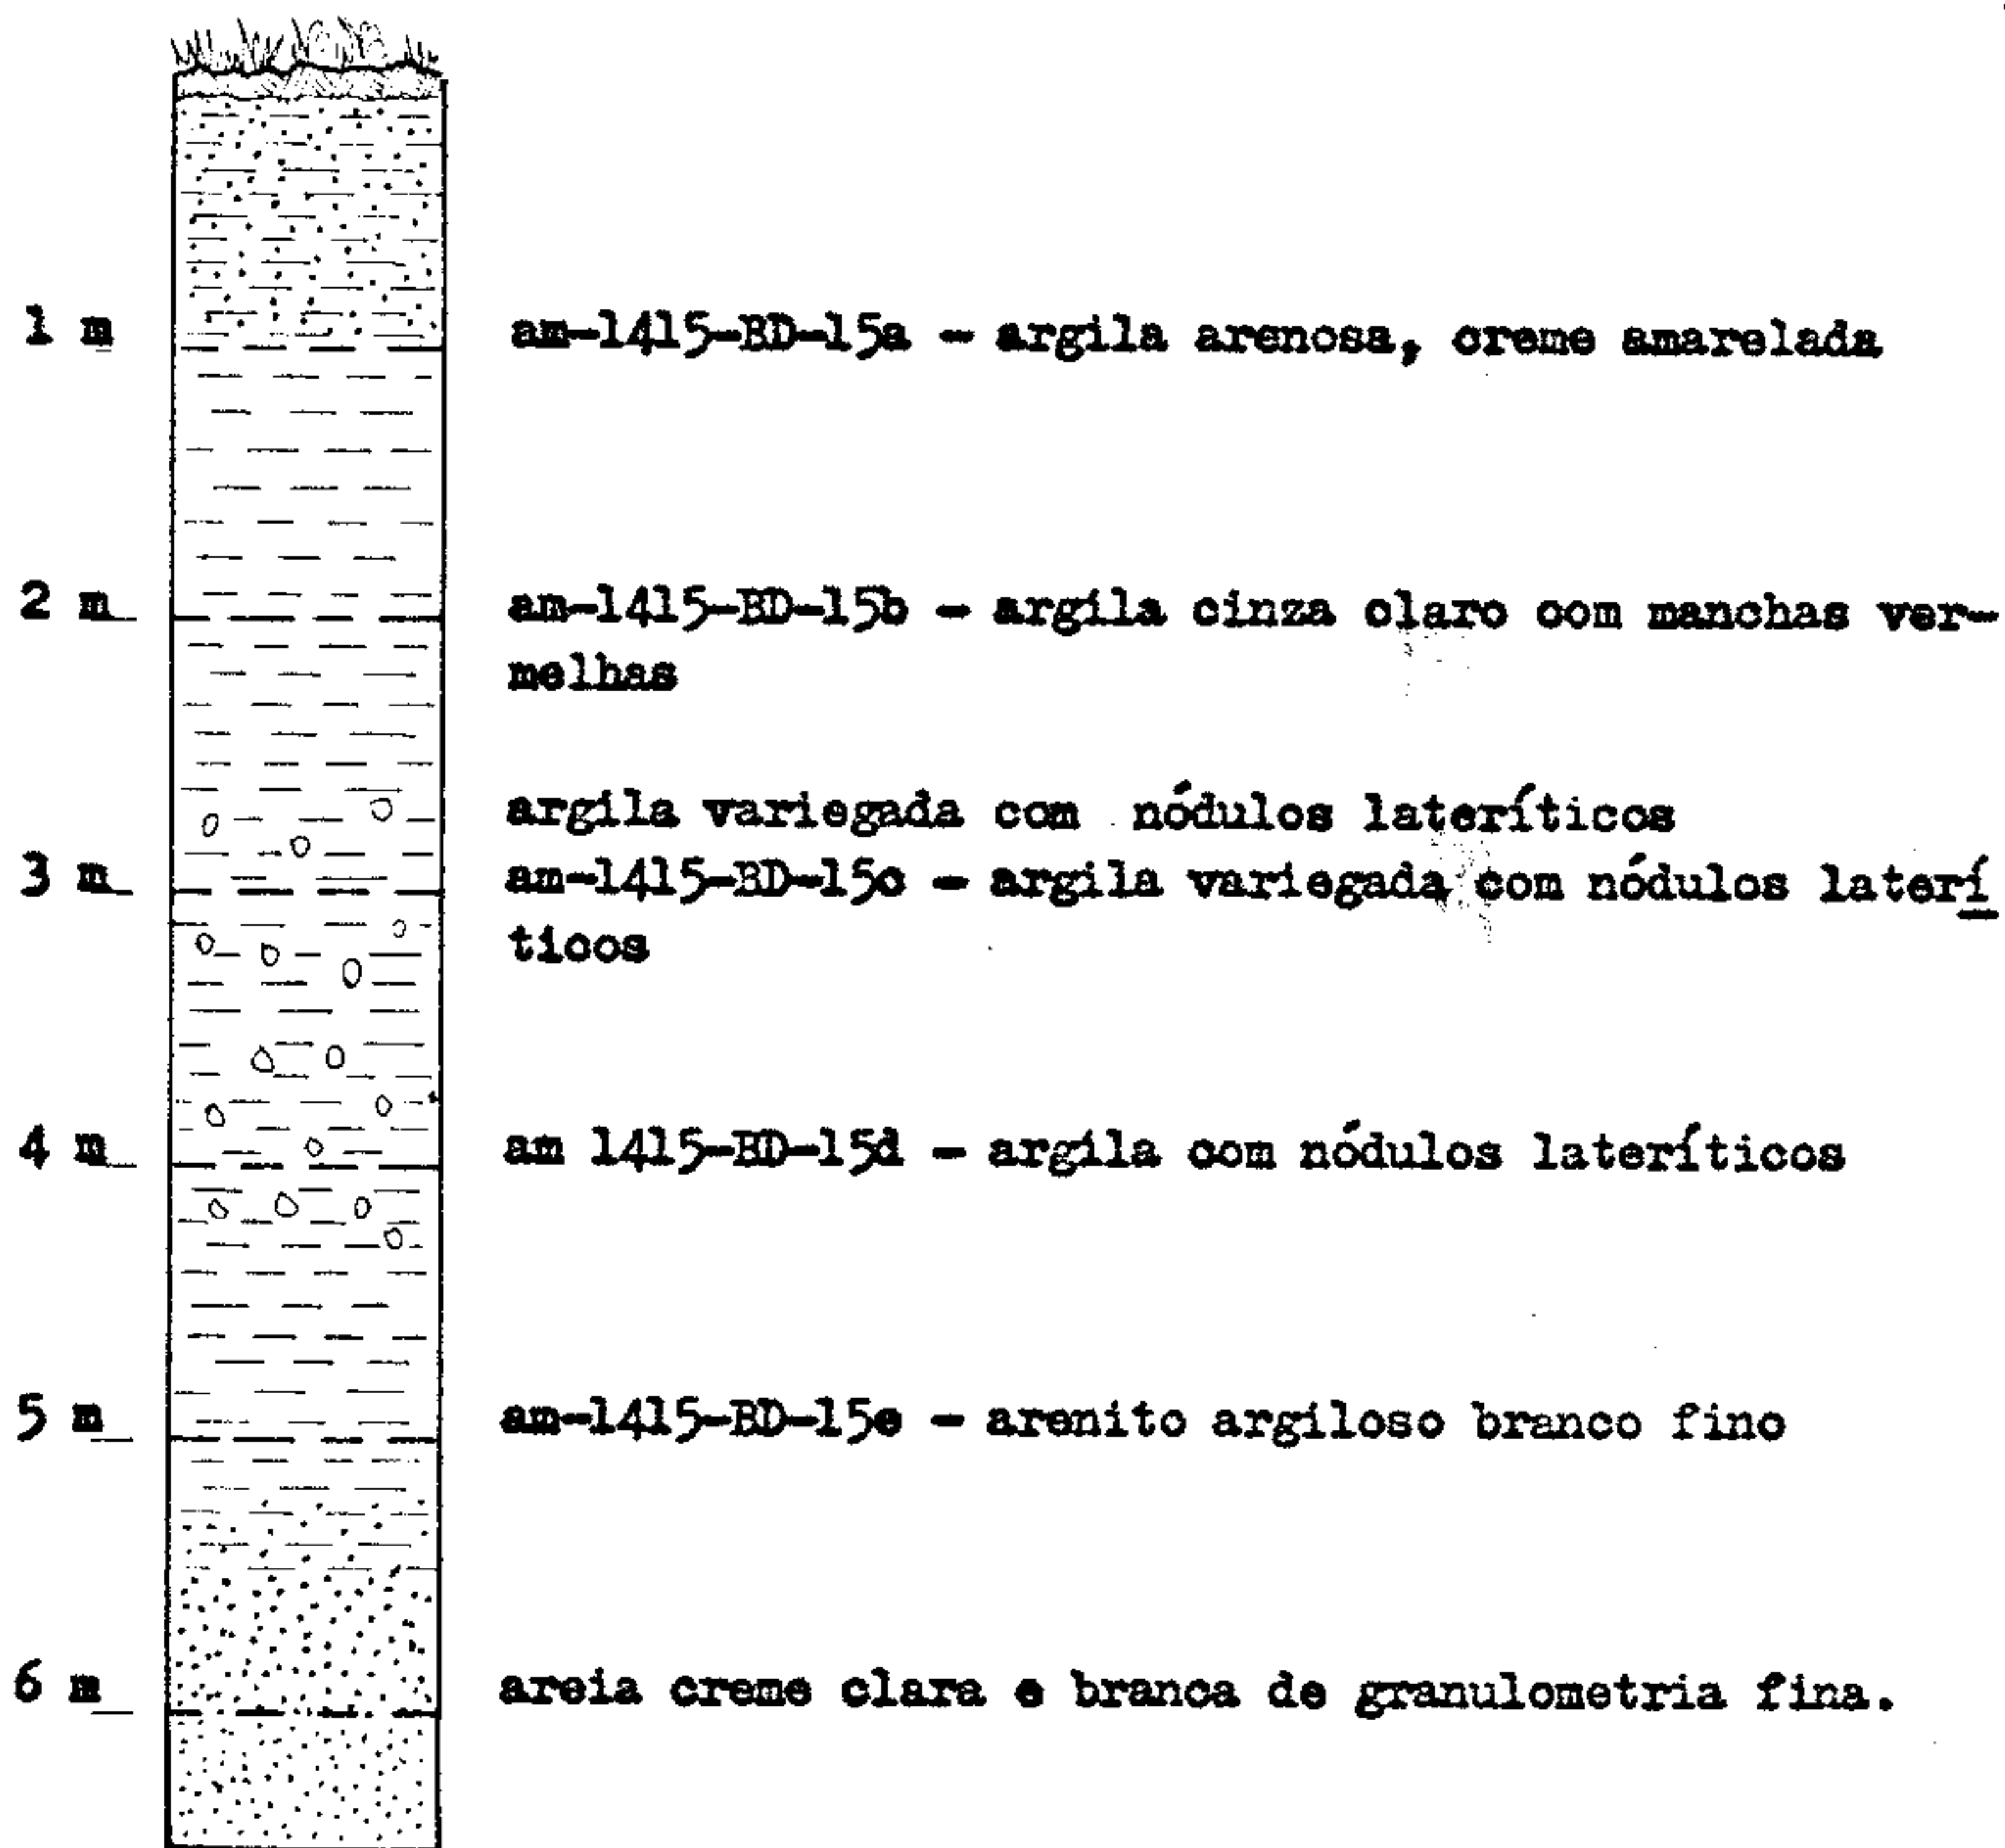 1 m am-1415-BD-15a - argila arenosa, creme amarelada
2 m am-1415-BD-15b - argila cinza claro com manchas ver-
melhas
argila variegada com nódulos lateríticos
3 m am-1415-BD-15c - argila variegada com nódulos laterí
ticos
4 m am 1415-BD-15d - argila com nódulos lateríticos
5 m am-1415-BD-15e - arenito argiloso branco fino
6 m areia creme clara e branca de granulometria fina.